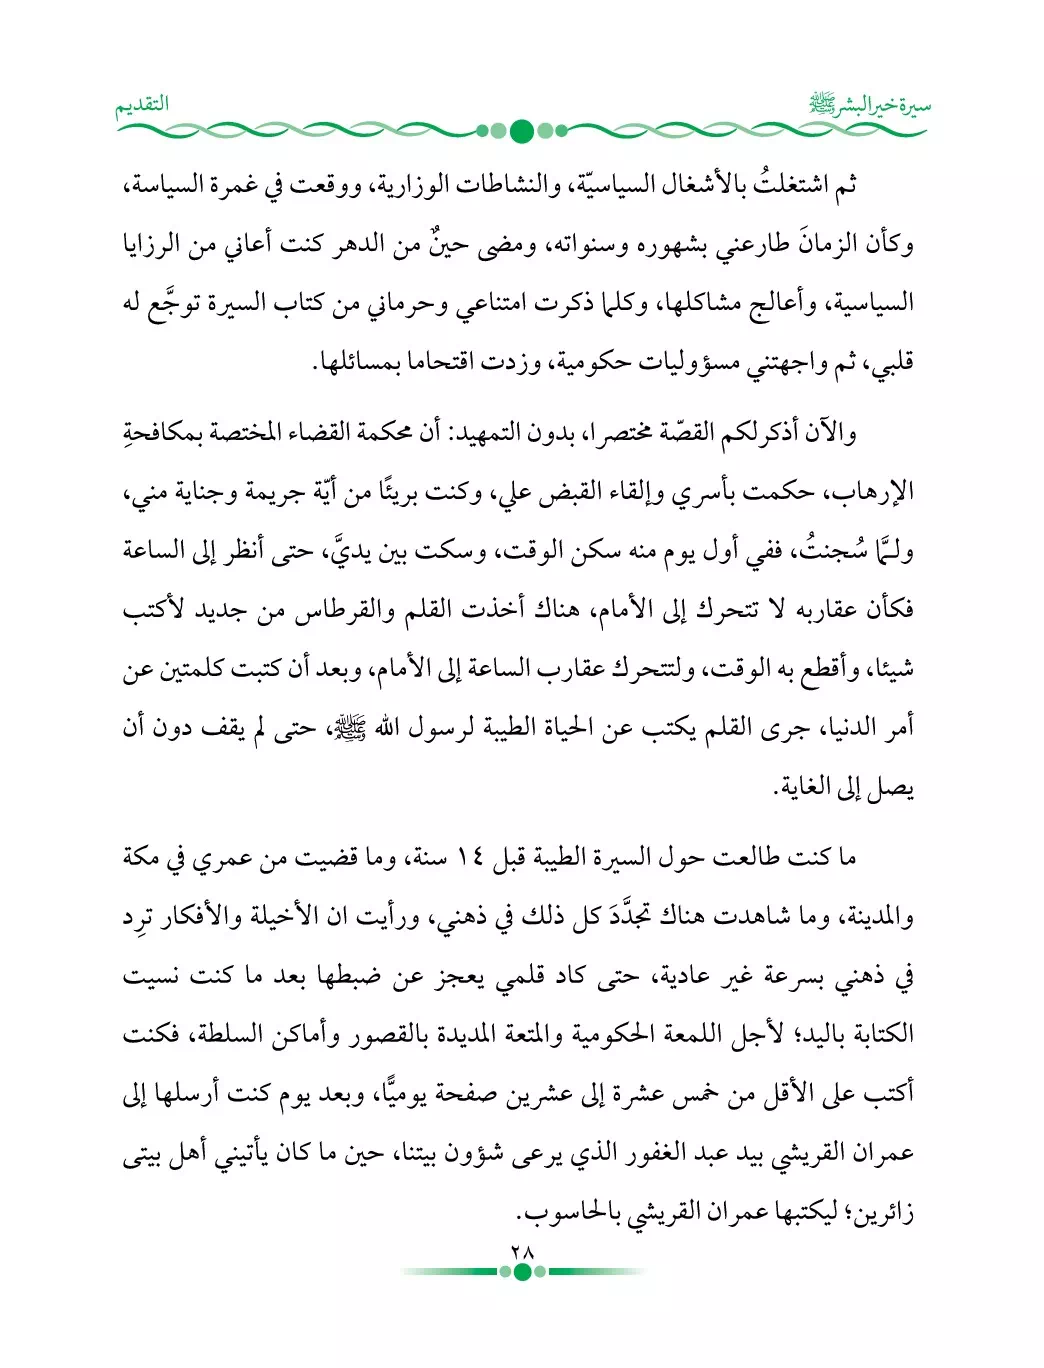 سيرة خير البشر ﷺ
التقديم
ثم اشتغلتُ بالأشغال السياسيّة، والنشاطات الوزارية، ووقعت في غمرة السياسة،
وكأن الزمانَ طارعني بشهوره وسنواته، ومضى حينٌ من الدهر كنت أعاني من الرزايا
السياسية، وأعالج مشاكلها، وكلما ذكرت امتناعي وحرماني من كتاب السيرة توجَّع له
قلبي، ثم واجهتني مسؤوليات حكومية، وزدت اقتحاما بمسائلها.
والآن أذكرلكم القصّة مختصرا، بدون التمهيد: أن محكمة القضاء المختصة بمكافحةِ
الإرهاب، حكمت بأسري وإلقاء القبض علي، وكنت بريئًا من أيّة جريمة وجناية مني،
ولـمَّا سُجنتُ، ففي أول يوم منه سكن الوقت، وسكت بين يديَّ، حتى أنظر إلى الساعة
فكأن عقاربه لا تتحرك إلى الأمام، هناك أخذت القلم والقرطاس من جديد لأكتب
شيئا، وأقطع به الوقت، ولتتحرك عقارب الساعة إلى الأمام، وبعد أن كتبت كلمتين عن
أمر الدنيا، جرى القلم يكتب عن الحياة الطيبة لرسول الله ﷺ، حتى لم يقف دون أن
يصل إلى الغاية.
ما كنت طالعت حول السيرة الطيبة قبل ١٤ سنة، وما قضيت من عمري في مكة
والمدينة، وما شاهدت هناك تجدَّدَ كل ذلك في ذهني، ورأيت ان الأخيلة والأفكار ترِد
في ذهني بسرعة غير عادية، حتى كاد قلمي يعجز عن ضبطها بعد ما كنت نسيت
الكتابة باليد؛ لأجل اللمعة الحكومية والمتعة المديدة بالقصور وأماكن السلطة، فكنت
أكتب على الأقل من خمس عشرة إلى عشرين صفحة يوميًّا، وبعد يوم كنت أرسلها إلى
عمران القريشي بيد عبد الغفور الذي يرعى شؤون بيتنا، حين ما كان يأتيني أهل بيتى
زائرين؛ ليكتبها عمران القريشي بالحاسوب.
٢٨